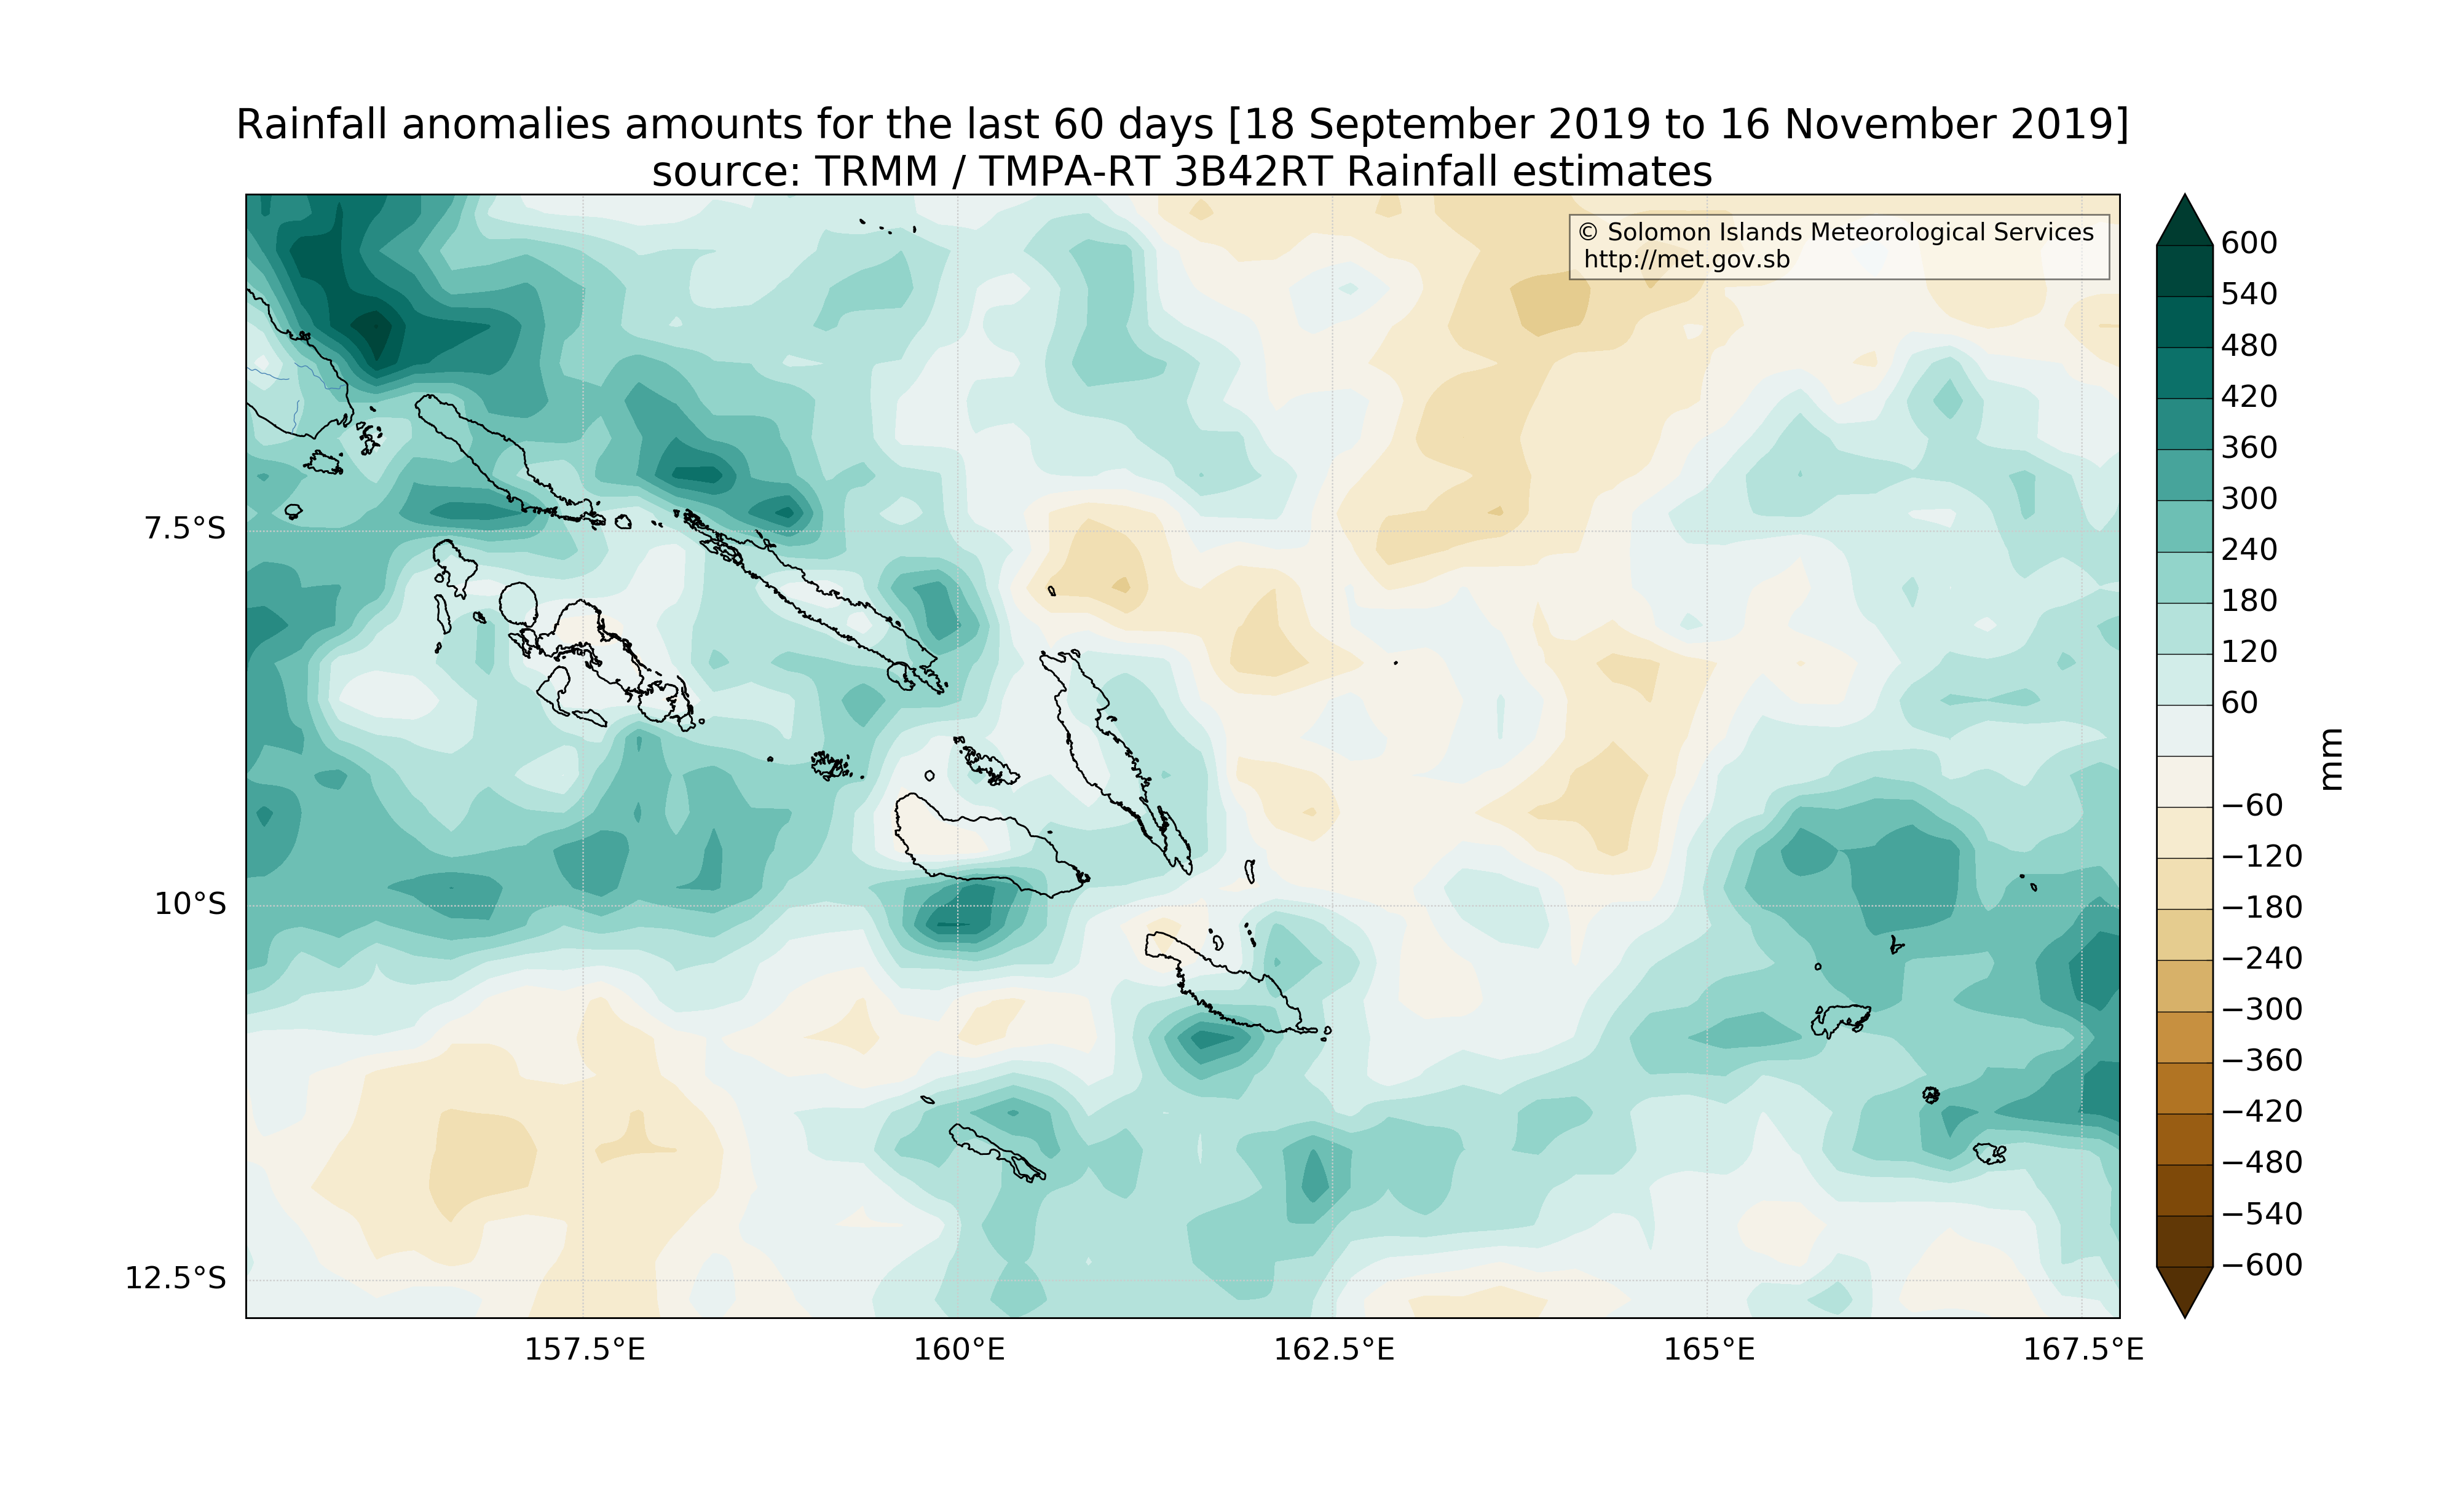 Rainfall anomalies amounts for the last 60 days [18 September 2019 to 16 November 2019]
source: TRMM / TMPA-RT 3B42RT Rainfall estimates
© Solomon Islands Meteorological Services
http://met.gov.sb
7.5°S
10°S
12.5°S
157.5°E
160°E
162.5°E
165°E
167.5°E
600
540
480
420
360
300
240
180
120
60
−60
−120
−180
−240
−300
−360
−420
−480
−540
−600
mm